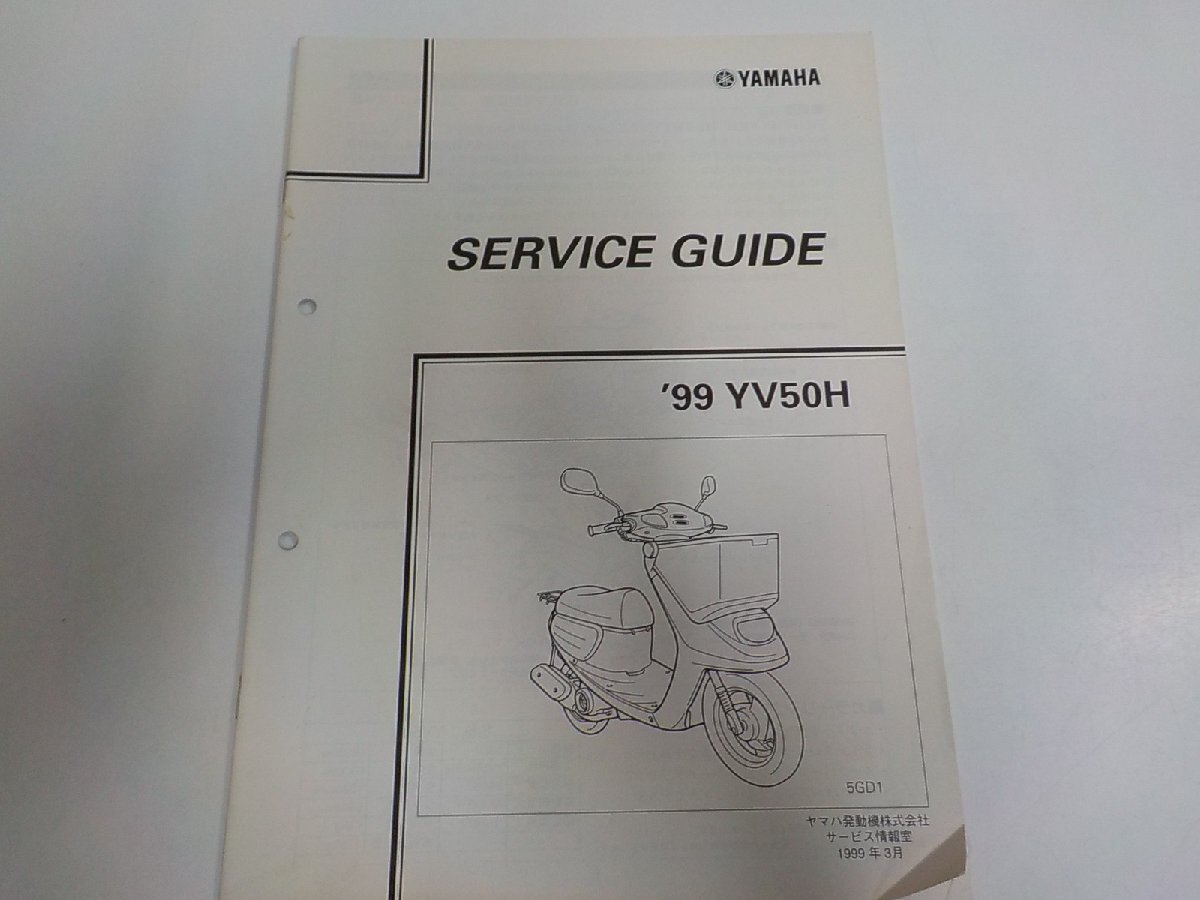 YAMAHA
SERVICE GUIDE
'99 YV50H
5GD1
ヤマハ発動機株式会社
サービス情報室
1999年3月